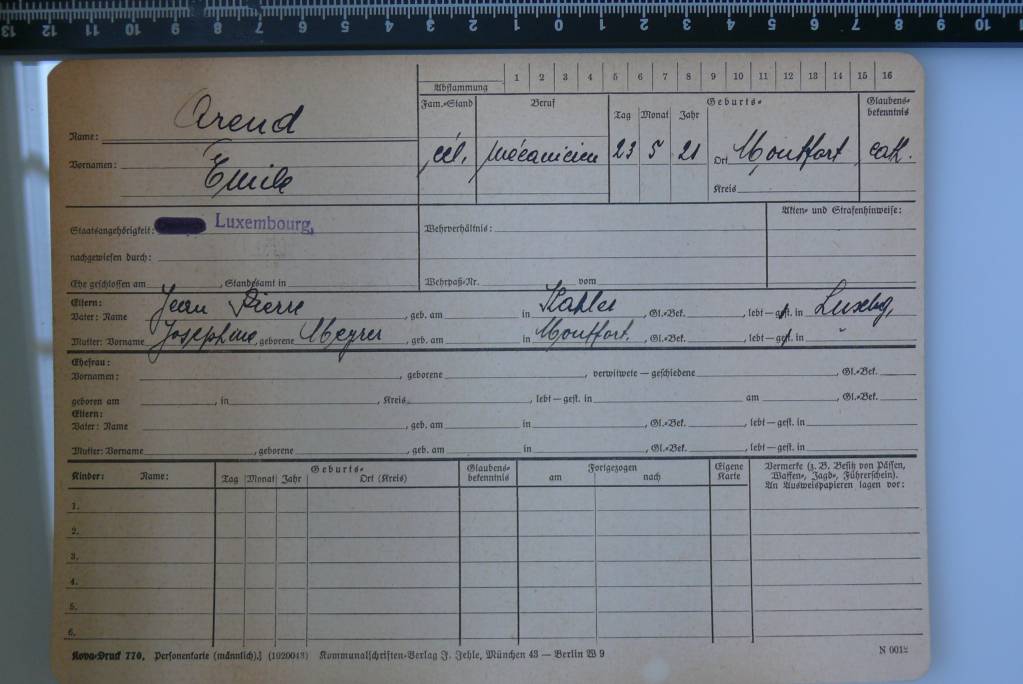 13 12 11 10 9 8 7 6 5 4 3 2 1 0 1 2 3 4 5 6 7 8 9 10
Abstammung 1 2 3 4 5 6 7 8 9 10 11 12 13 14 15 16
Name: Arend
Vornamen: Emile
Fam.-Stand Beruf Geburts- Glaubens-
bekenntnis
Tag Monat Jahr
cél. mécanicien 23 5 21 Ort Montfort cath.
Kreis
Staatsangehörigkeit: Luxembourg,
nachgewiesen durch:
Ehe geschlossen am , Standesamt in
Wehrverhältnis:
Wehrpaß-Nr. vom
Akten- und Strafenhinweise:
Eltern:
Vater: Name Jean Pierre , geb. am in Kahler , Gl.-Bek. , lebt—gest. in Luxbg,
Mutter: Vorname Josephine , geborene Meyrer , geb. am in Montfort. , Gl.-Bek. , lebt—gest. in "
Ehefrau:
Vornamen: , geborene , verwitwete — geschiedene , Gl.-Bek.
geboren am , in , Kreis , lebt—gest. in am , Gl.-Bek.
Eltern:
Vater: Name , geb. am in , Gl.-Bek. , lebt—gest. in
Mutter: Vorname , geborene , geb. am in , Gl.-Bek. , lebt—gest. in
Kinder: Name: Geburts- Tag Monat Jahr Ort (Kreis) Glaubens-
bekenntnis Fortgezogen am nach Eigene
Karte Vermerke (z. B. Besitz von Pässen,
Waffen-, Jagd-, Führerschein).
An Ausweispapieren lagen vor:
1.
2.
3.
4.
5.
6.
Kova-Druck 770, Personenkarte (männlich). (1920043) Kommunalschriften-Verlag J. Jehle, München 43 — Berlin W 9 N 0012